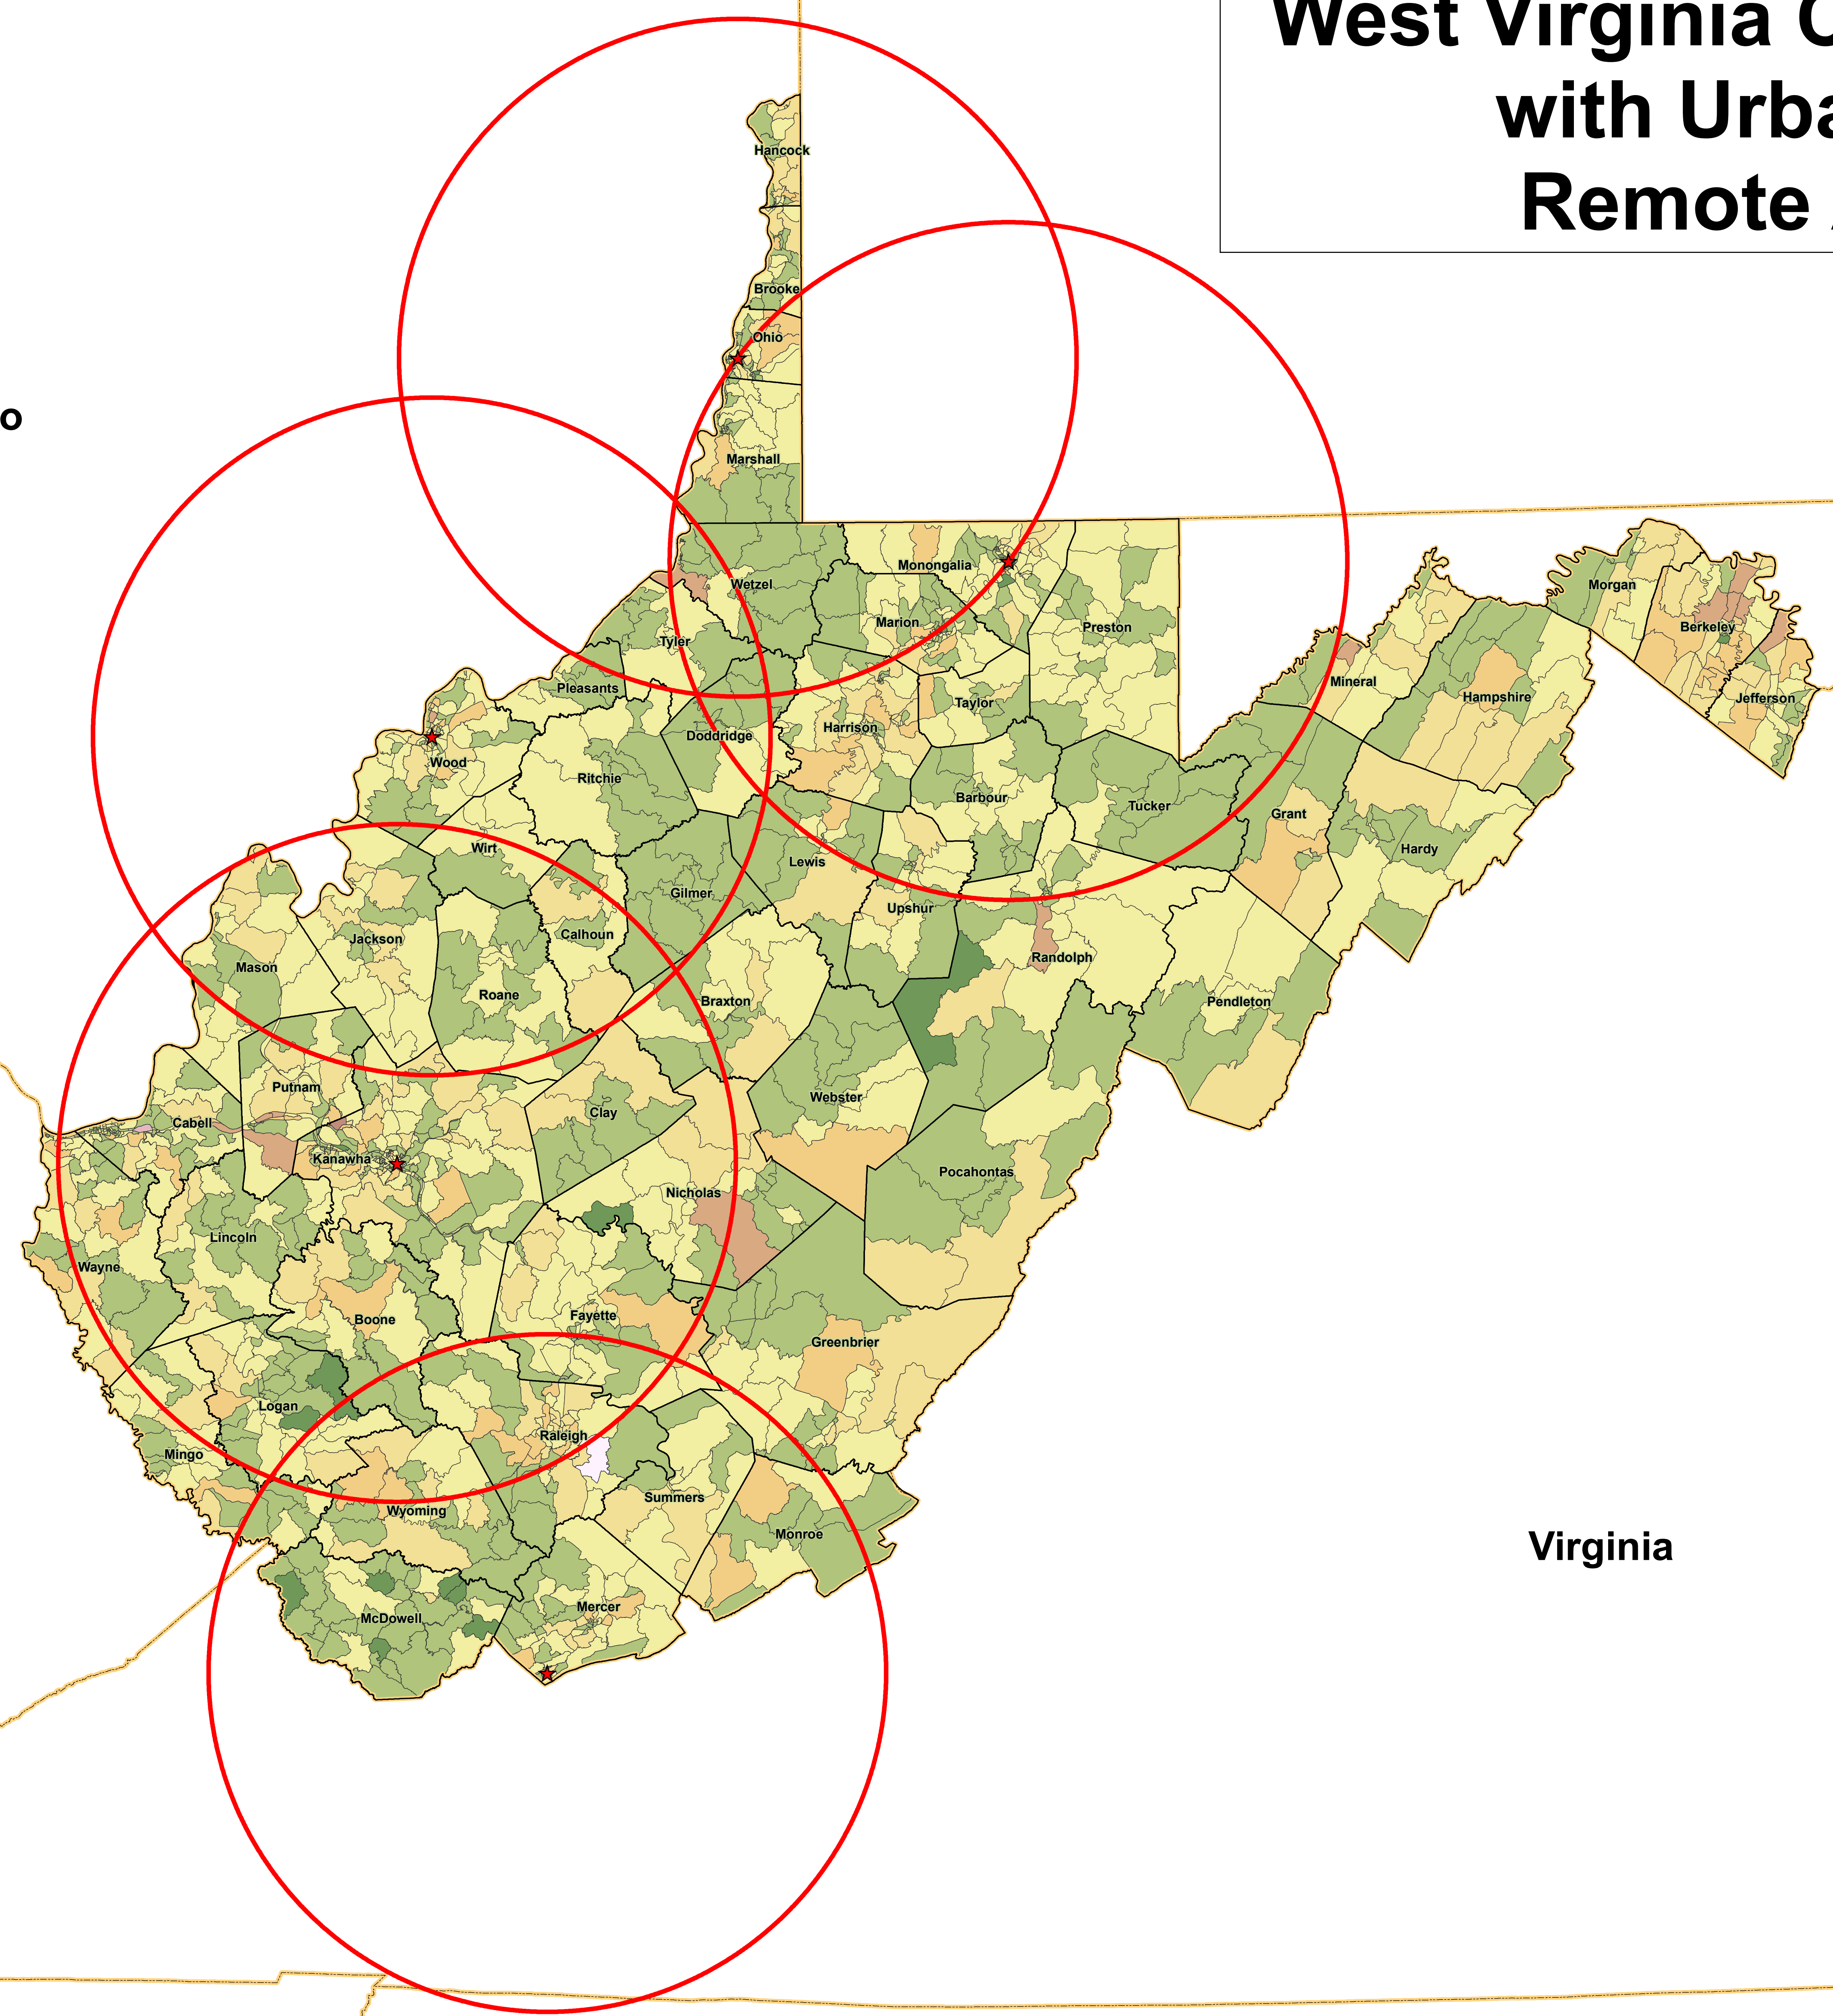 West Virginia C
with Urba
Remote
o
Hancock
Brooke
Ohio
Marshall
Wetzel
Monongalia
Marion
Preston
Morgan
Berkeley
Jefferson
Tyler
Pleasants
Taylor
Mineral
Hampshire
Harrison
Doddridge
Wood
Ritchie
Barbour
Tucker
Grant
Hardy
Wirt
Lewis
Gilmer
Upshur
Calhoun
Jackson
Randolph
Mason
Roane
Braxton
Pendleton
Putnam
Webster
Clay
Cabell
Kanawha
Pocahontas
Nicholas
Lincoln
Wayne
Boone
Fayette
Greenbrier
Logan
Raleigh
Mingo
Summers
Wyoming
Monroe
Virginia
Mercer
McDowell